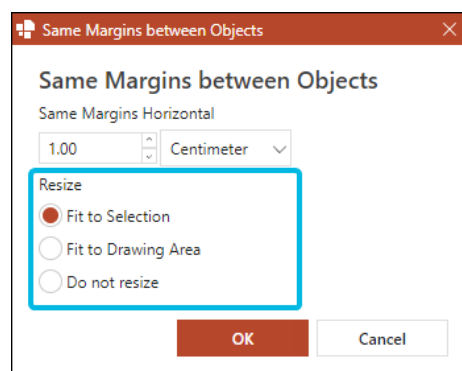 Same Margins between Objects
Same Margins between Objects
Same Margins Horizontal
1.00 Centimeter
Resize
Fit to Selection
Fit to Drawing Area
Do not resize
OK Cancel